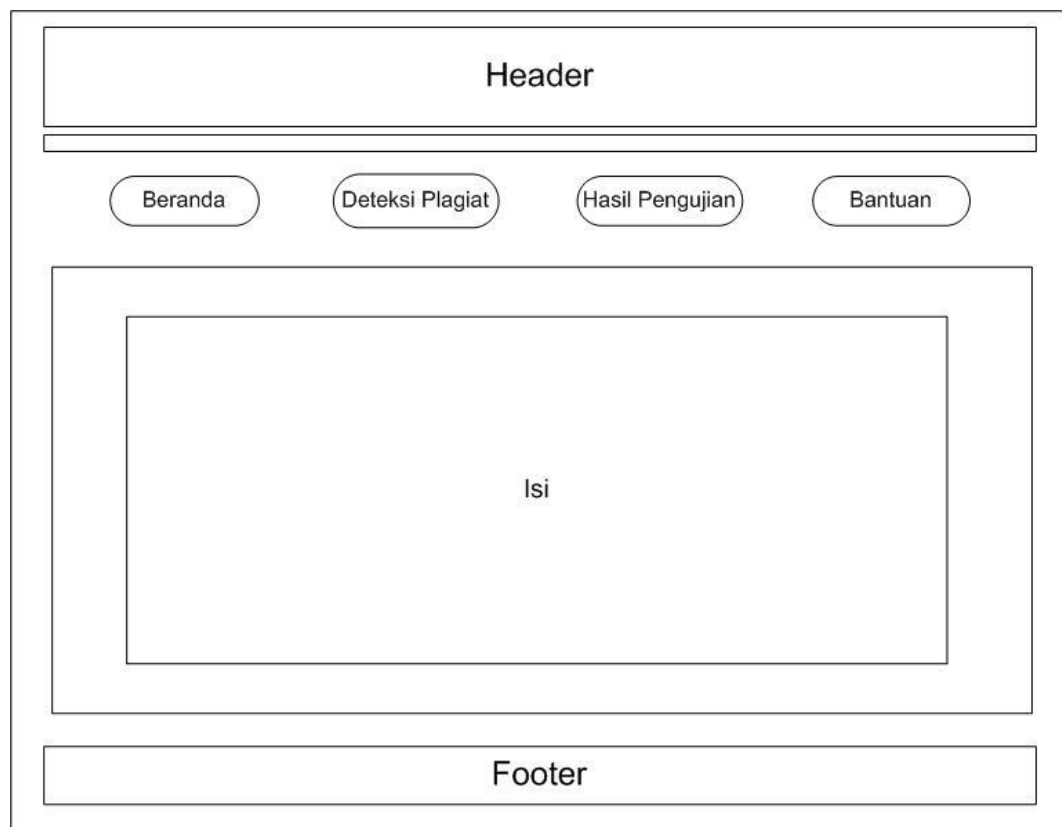 Header
Beranda
Deteksi Plagiat
Hasil Pengujian
Bantuan
Isi
Footer